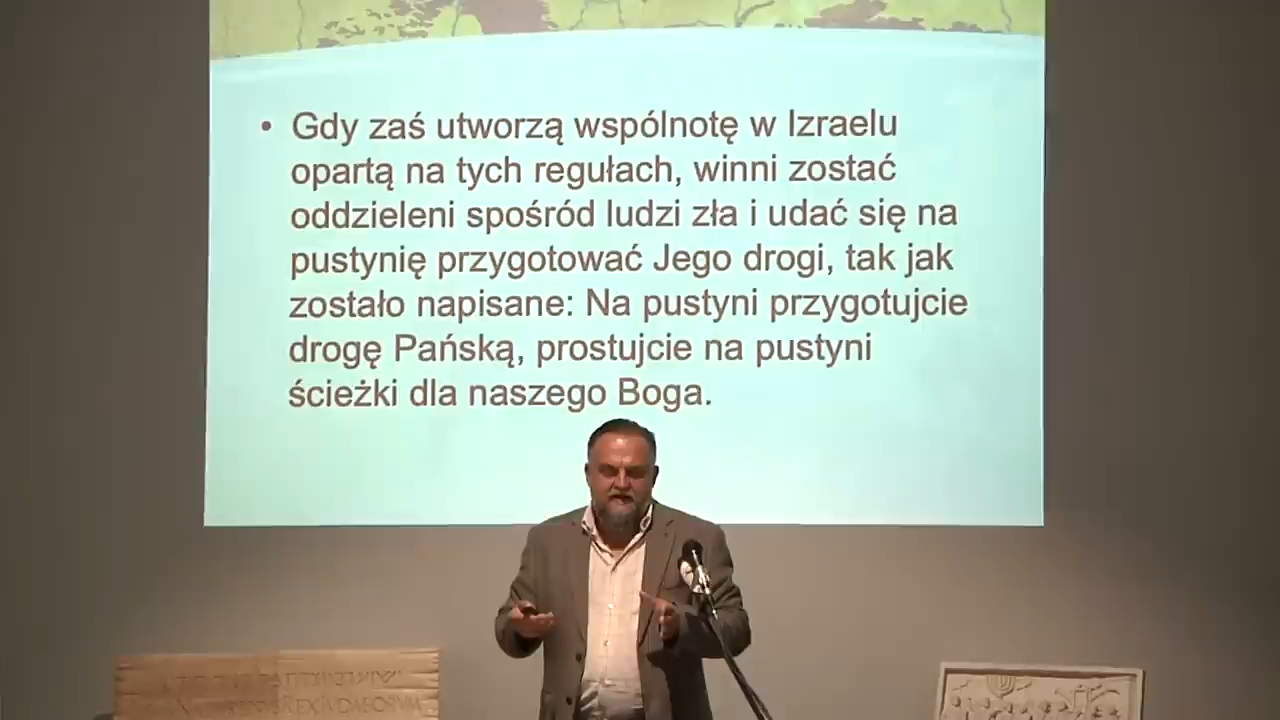 • Gdy zaś utworzą wspólnotę w Izraelu
opartą na tych regułach, winni zostać
oddzieleni spośród ludzi zła i udać się na
pustynię przygotować Jego drogi, tak jak
zostało napisane: Na pustyni przygotujcie
drogę Pańską, prostujcie na pustyni
ścieżki dla naszego Boga.